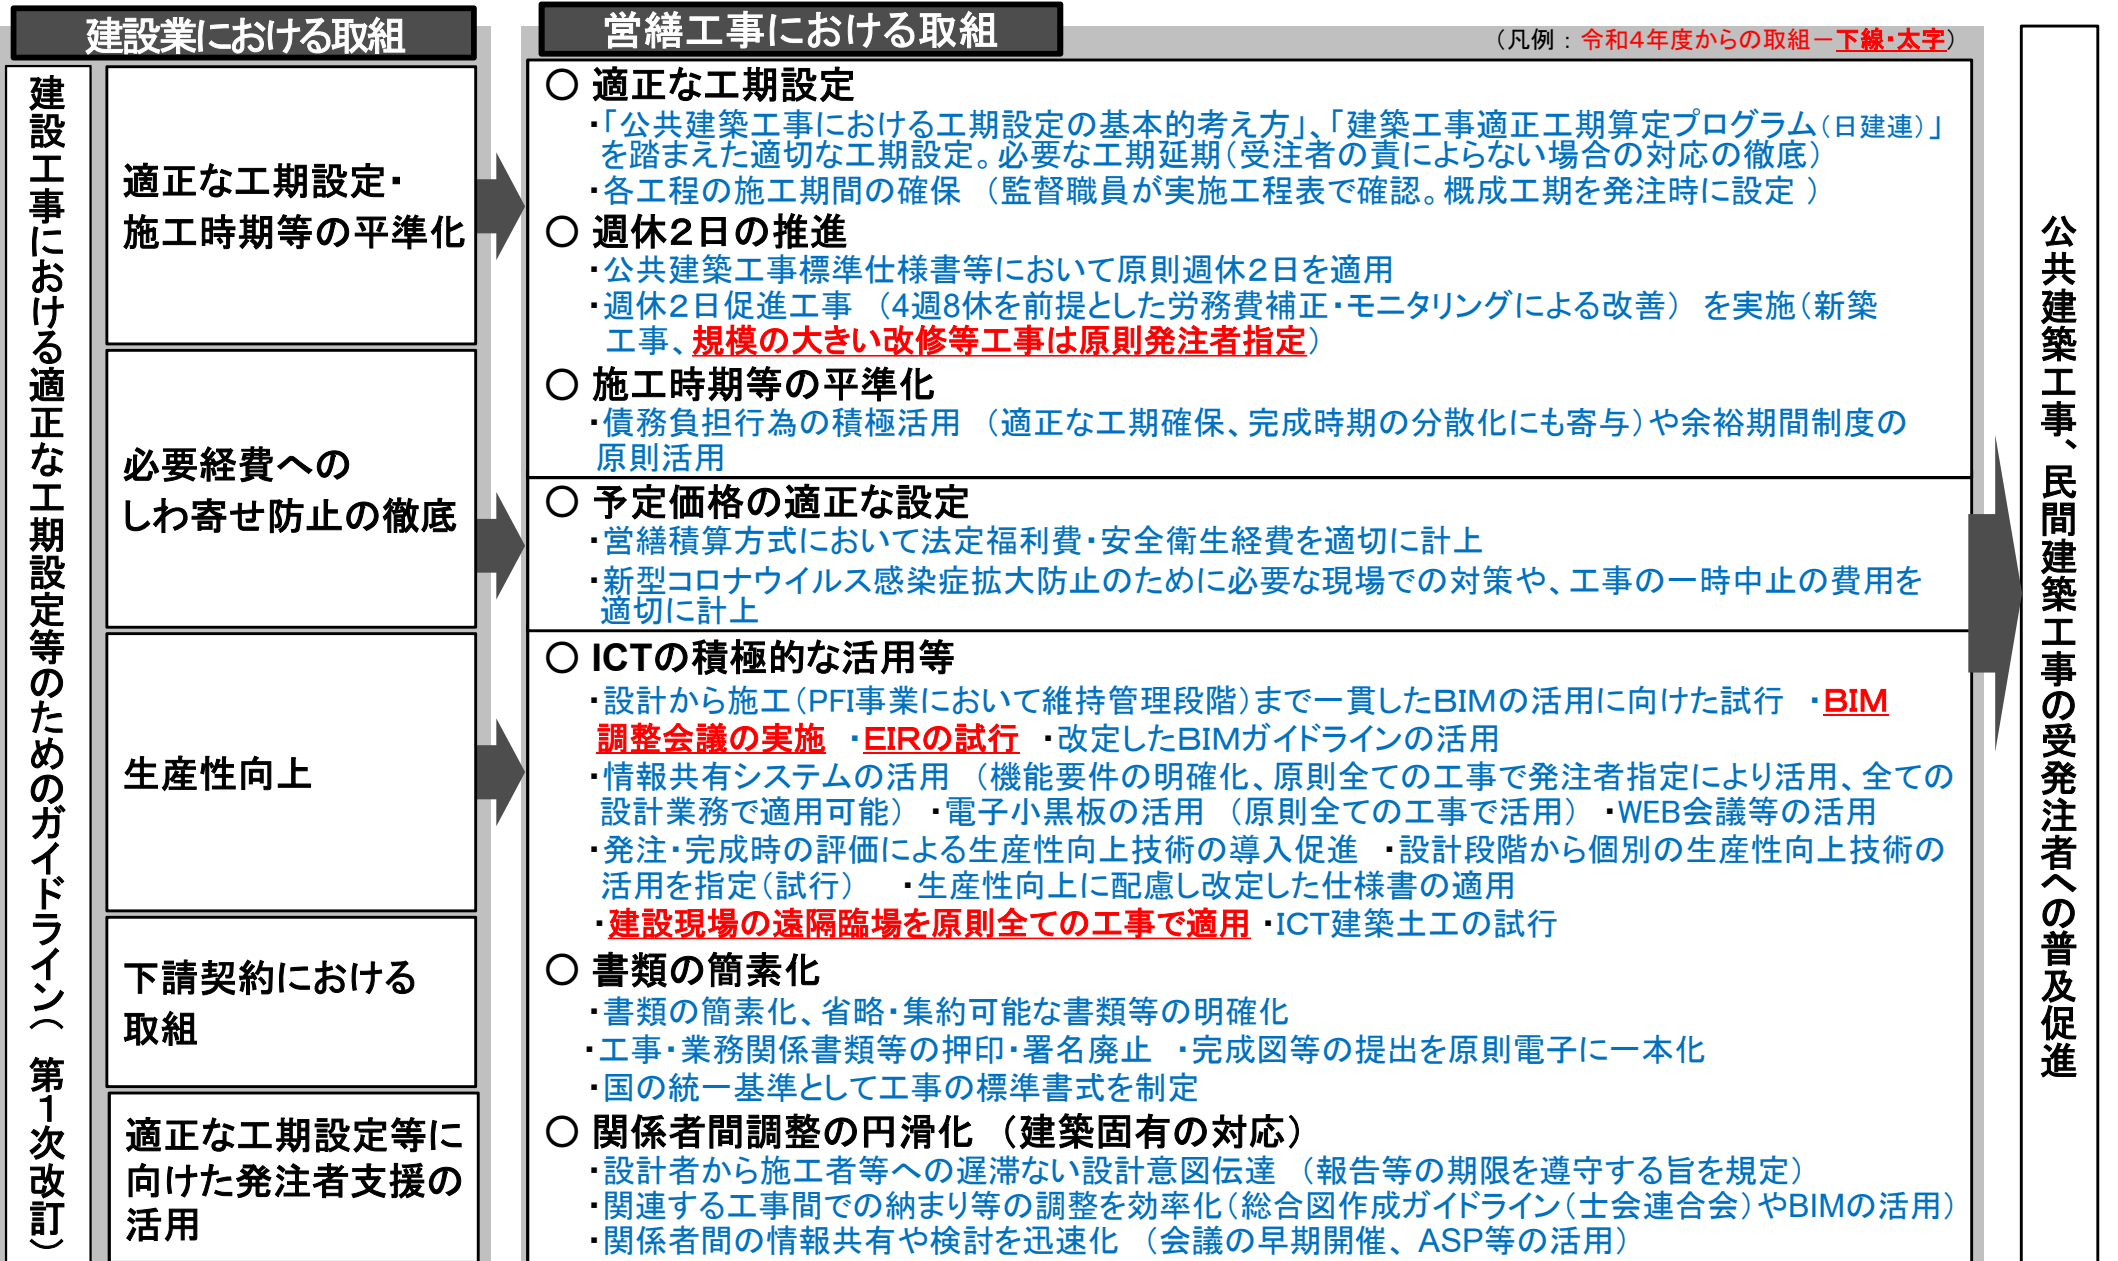 建設業における取組
建設工事における適正な工期設定等のためのガイドライン（第1次改訂）
適正な工期設定・
施工時期等の平準化
必要経費への
しわ寄せ防止の徹底
生産性向上
下請契約における
取組
適正な工期設定等に
向けた発注者支援の
活用
営繕工事における取組
（凡例：令和4年度からの取組－下線・太字）
○ 適正な工期設定
・「公共建築工事における工期設定の基本的考え方」、「建築工事適正工期算定プログラム（日建連）」
を踏まえた適切な工期設定。必要な工期延期（受注者の責によらない場合の対応の徹底）
・各工程の施工期間の確保 （監督職員が実施工程表で確認。概成工期を発注時に設定 ）
○ 週休2日の推進
・公共建築工事標準仕様書等において原則週休2日を適用
・週休2日促進工事 （4週8休を前提とした労務費補正・モニタリングによる改善） を実施（新築
工事、規模の大きい改修等工事は原則発注者指定）
○ 施工時期等の平準化
・債務負担行為の積極活用 （適正な工期確保、完成時期の分散化にも寄与）や余裕期間制度の
原則活用
○ 予定価格の適正な設定
・営繕積算方式において法定福利費・安全衛生経費を適切に計上
・新型コロナウイルス感染症拡大防止のために必要な現場での対策や、工事の一時中止の費用を
適切に計上
○ ICTの積極的な活用等
・設計から施工（PFI事業において維持管理段階）まで一貫したBIMの活用に向けた試行 ・BIM
調整会議の実施 ・EIRの試行 ・改定したBIMガイドラインの活用
・情報共有システムの活用 （機能要件の明確化、原則全ての工事で発注者指定により活用、全ての
設計業務で適用可能） ・電子小黒板の活用 （原則全ての工事で活用） ・WEB会議等の活用
・発注・完成時の評価による生産性向上技術の導入促進 ・設計段階から個別の生産性向上技術の
活用を指定（試行） ・生産性向上に配慮し改定した仕様書の適用
・建設現場の遠隔臨場を原則全ての工事で適用 ・ICT建築土工の試行
○ 書類の簡素化
・書類の簡素化、省略・集約可能な書類等の明確化
・工事・業務関係書類等の押印・署名廃止 ・完成図等の提出を原則電子に一本化
・国の統一基準として工事の標準書式を制定
○ 関係者間調整の円滑化 （建築固有の対応）
・設計者から施工者等への遅滞ない設計意図伝達 （報告等の期限を遵守する旨を規定）
・関連する工事間での納まり等の調整を効率化（総合図作成ガイドライン（士会連合会）やBIMの活用）
・関係者間の情報共有や検討を迅速化 （会議の早期開催、ASP等の活用）
公共建築工事、民間建築工事の受発注者への普及促進